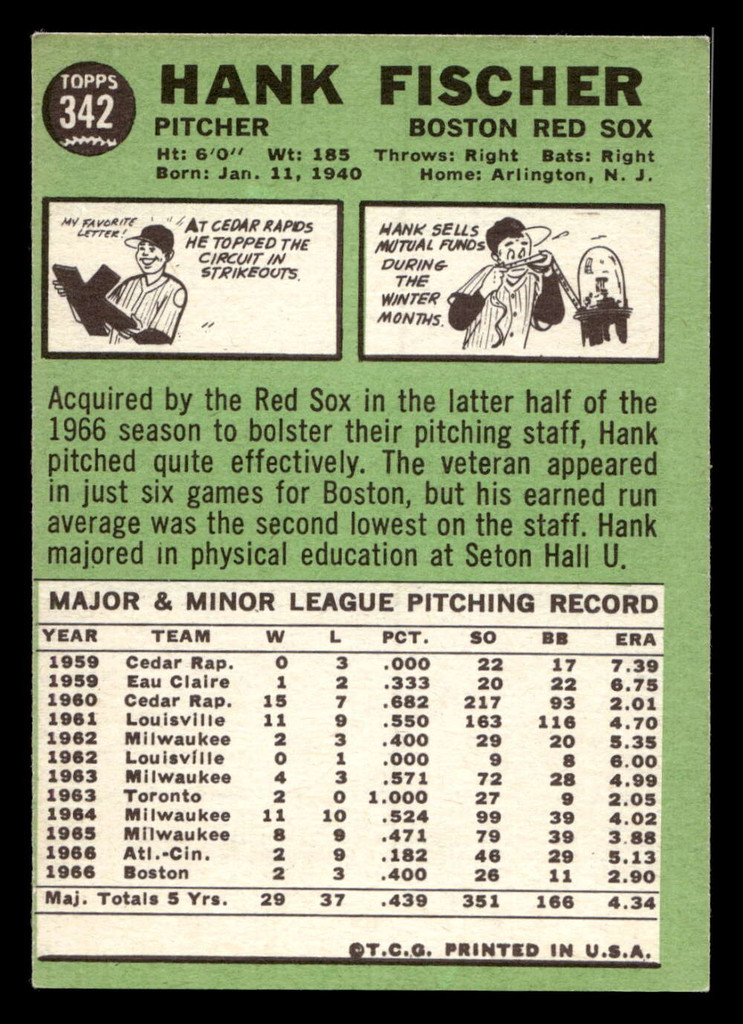 TOPPS
342
HANK FISCHER
PITCHER BOSTON RED SOX
Ht: 6'0" Wt: 185 Throws: Right Bats: Right
Born: Jan. 11, 1940 Home: Arlington, N. J.
MY FAVORITE
LETTER!
AT CEDAR RAPIDS
HE TOPPED THE
CIRCUIT IN
STRIKEOUTS.
HANK SELLS
MUTUAL FUNDS
DURING
THE
WINTER
MONTHS.
Acquired by the Red Sox in the latter half of the
1966 season to bolster their pitching staff, Hank
pitched quite effectively. The veteran appeared
in just six games for Boston, but his earned run
average was the second lowest on the staff. Hank
majored in physical education at Seton Hall U.
MAJOR & MINOR LEAGUE PITCHING RECORD
YEAR TEAM W L PCT. SO BB ERA
1959 Cedar Rap. 0 3 .000 22 17 7.39
1959 Eau Claire 1 2 .333 20 22 6.75
1960 Cedar Rap. 15 7 .682 217 93 2.01
1961 Louisville 11 9 .550 163 116 4.70
1962 Milwaukee 2 3 .400 29 20 5.35
1962 Louisville 0 1 .000 9 8 6.00
1963 Milwaukee 4 3 .571 72 28 4.99
1963 Toronto 2 0 1.000 27 9 2.05
1964 Milwaukee 11 10 .524 99 39 4.02
1965 Milwaukee 8 9 .471 79 39 3.88
1966 Atl.-Cin. 2 9 .182 46 29 5.13
1966 Boston 2 3 .400 26 11 2.90
Maj. Totals 5 Yrs. 29 37 .439 351 166 4.34
©T.C.G. PRINTED IN U.S.A.